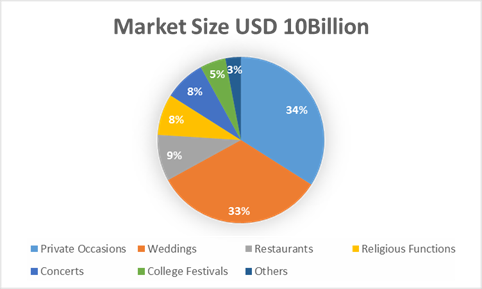 Market Size USD 10Billion
3%
5%
8%
8%
9%
34%
33%
Private Occasions Weddings Restaurants Religious Functions
Concerts College Festivals Others